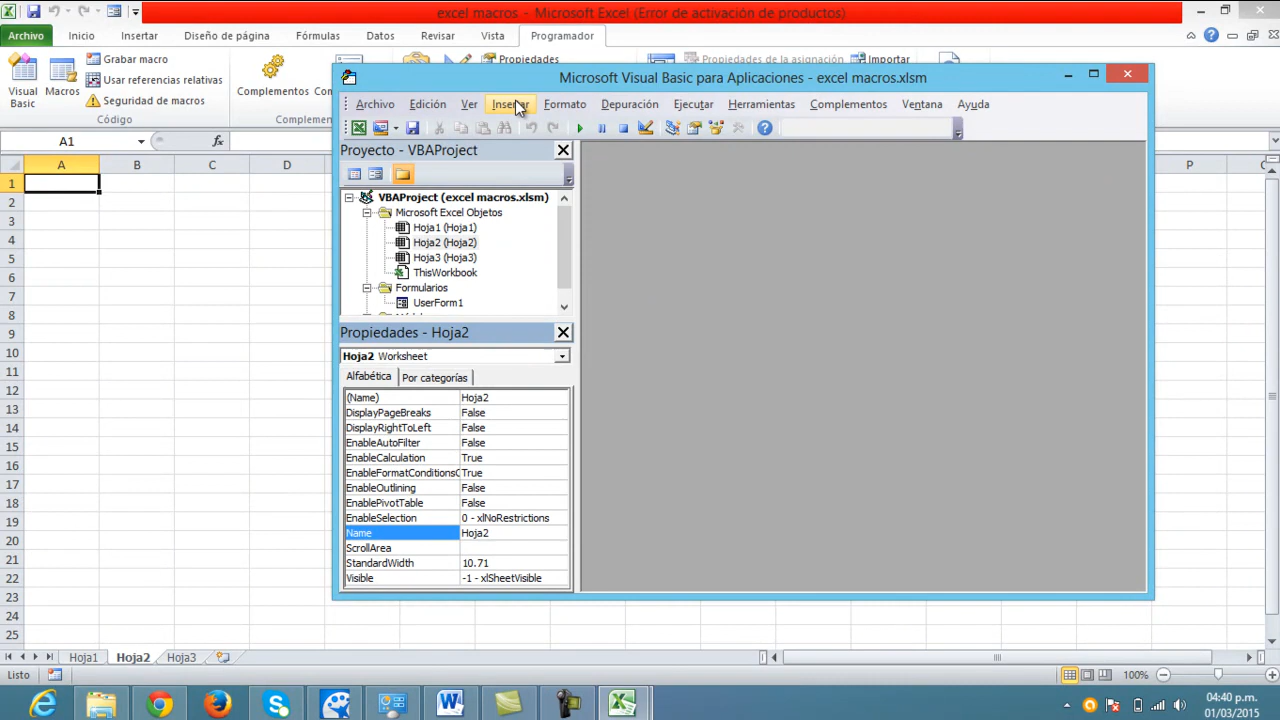 excel macros - Microsoft Excel (Error de activación de productos)
Archivo Inicio Insertar Diseño de página Fórmulas Datos Revisar Vista Programador
Visual Basic
Macros
Grabar macro
Usar referencias relativas
Seguridad de macros
Código
Complementos
Propiedades
Propiedades de la asignación
Importar
A1
fx
A B C D P
1
2
3
4
5
6
7
8
9
10
11
12
13
14
15
16
17
18
19
20
21
22
23
24
25
Microsoft Visual Basic para Aplicaciones - excel macros.xlsm
Archivo Edición Ver Insertar Formato Depuración Ejecutar Herramientas Complementos Ventana Ayuda
Proyecto - VBAProject
VBAProject (excel macros.xlsm)
Microsoft Excel Objetos
Hoja1 (Hoja1)
Hoja2 (Hoja2)
Hoja3 (Hoja3)
ThisWorkbook
Formularios
UserForm1
Propiedades - Hoja2
Hoja2 Worksheet
Alfabética Por categorías
(Name) Hoja2
DisplayPageBreaks False
DisplayRightToLeft False
EnableAutoFilter False
EnableCalculation True
EnableFormatConditionsC True
EnableOutlining False
EnablePivotTable False
EnableSelection 0 - xlNoRestrictions
Name Hoja2
ScrollArea
StandardWidth 10.71
Visible -1 - xlSheetVisible
Hoja1 Hoja2 Hoja3
Listo
100%
04:40 p.m.
01/03/2015